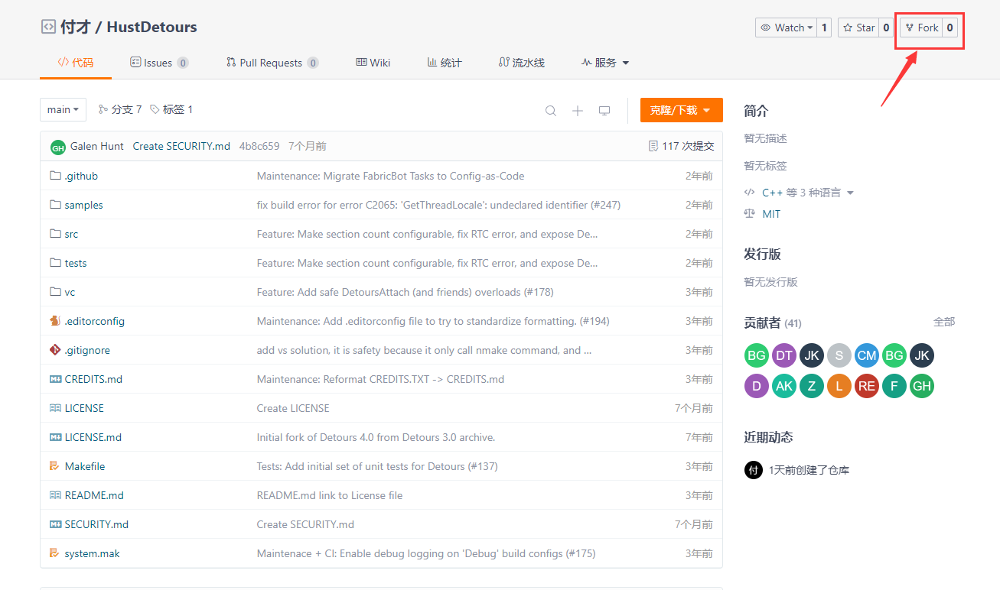 付才 / HustDetours
Watch 1 Star 0 Fork 0
代码 Issues 0 Pull Requests 0 Wiki 统计 流水线 服务
main 分支 7 标签 1 克隆/下载
GH Galen Hunt Create SECURITY.md 4b8c659 7个月前 117 次提交
.github Maintenance: Migrate FabricBot Tasks to Config-as-Code 2年前
samples fix build error for error C2065: 'GetThreadLocale': undeclared identifier (#247) 2年前
src Feature: Make section count configurable, fix RTC error, and expose De... 2年前
tests Feature: Make section count configurable, fix RTC error, and expose De... 2年前
vc Feature: Add safe DetoursAttach (and friends) overloads (#178) 3年前
.editorconfig Maintenance: Add .editorconfig file to try to standardize formatting. (#194) 3年前
.gitignore add vs solution, it is safety because it only call nmake command, and ... 3年前
CREDITS.md Maintenance: Reformat CREDITS.TXT -> CREDITS.md 3年前
LICENSE Create LICENSE 7个月前
LICENSE.md Initial fork of Detours 4.0 from Detours 3.0 archive. 7年前
Makefile Tests: Add initial set of unit tests for Detours (#137) 3年前
README.md README.md link to License file 3年前
SECURITY.md Create SECURITY.md 7个月前
system.mak Maintenace + CI: Enable debug logging on 'Debug' build configs (#175) 3年前
简介
暂无描述
暂无标签
C++ 等 3 种语言
MIT
发行版
暂无发行版
贡献者 (41) 全部
BG DT JK S CM BG JK
D AK Z L RE F GH
近期动态
付 1天前创建了仓库